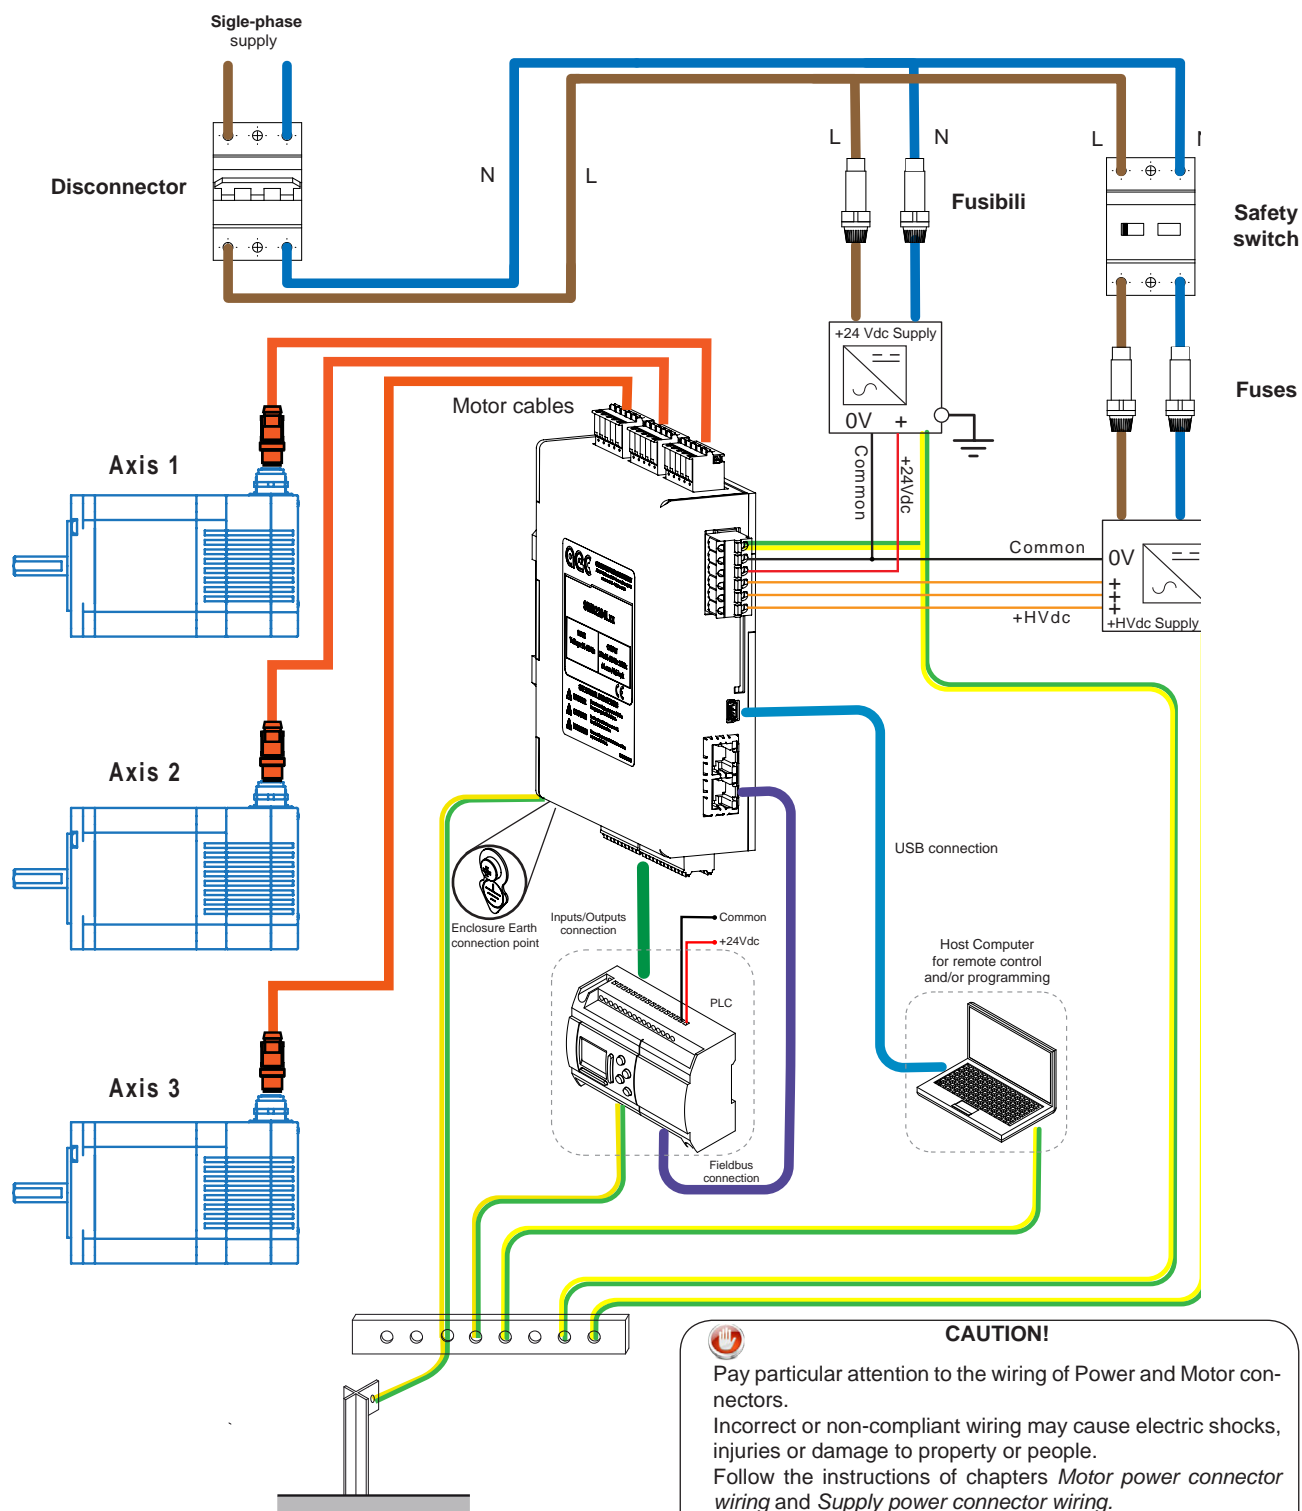 Sigle-phase
supply
Disconnector
N
L
L
N
L
Fusibili
Safety
switch
+24 Vdc Supply
0V +
Fuses
Motor cables
Common
+24Vdc
Axis 1
Common
0V
+
+
+
+HVdc
+HVdc Supply
Axis 2
USB connection
Enclosure Earth
connection point
Inputs/Outputs
connection
Common
+24Vdc
PLC
Host Computer
for remote control
and/or programming
Axis 3
Fieldbus
connection
CAUTION!
Pay particular attention to the wiring of Power and Motor con-
nectors.
Incorrect or non-compliant wiring may cause electric shocks,
injuries or damage to property or people.
Follow the instructions of chapters Motor power connector
wiring and Supply power connector wiring.